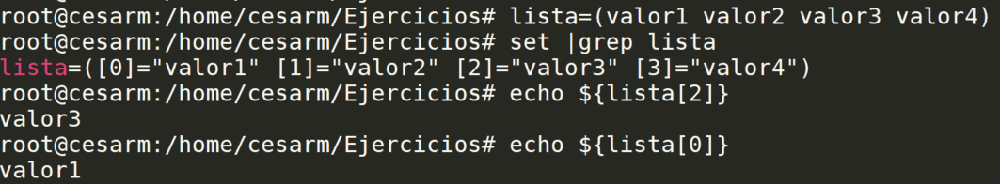 root@cesarm:/home/cesarm/Ejercicios# lista=(valor1 valor2 valor3 valor4)
root@cesarm:/home/cesarm/Ejercicios# set |grep lista
lista=([0]="valor1" [1]="valor2" [2]="valor3" [3]="valor4")
root@cesarm:/home/cesarm/Ejercicios# echo ${lista[2]}
valor3
root@cesarm:/home/cesarm/Ejercicios# echo ${lista[0]}
valor1